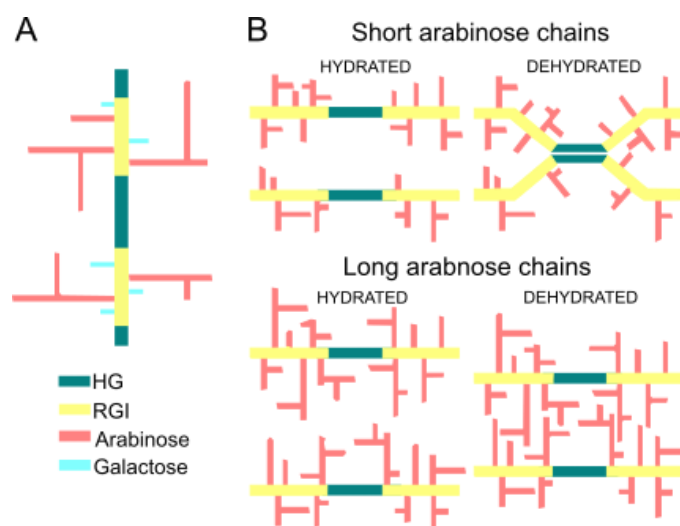 A
HG
RGI
Arabinose
Galactose
B
Short arabinose chains
HYDRATED
DEHYDRATED
Long arabnose chains
HYDRATED
DEHYDRATED